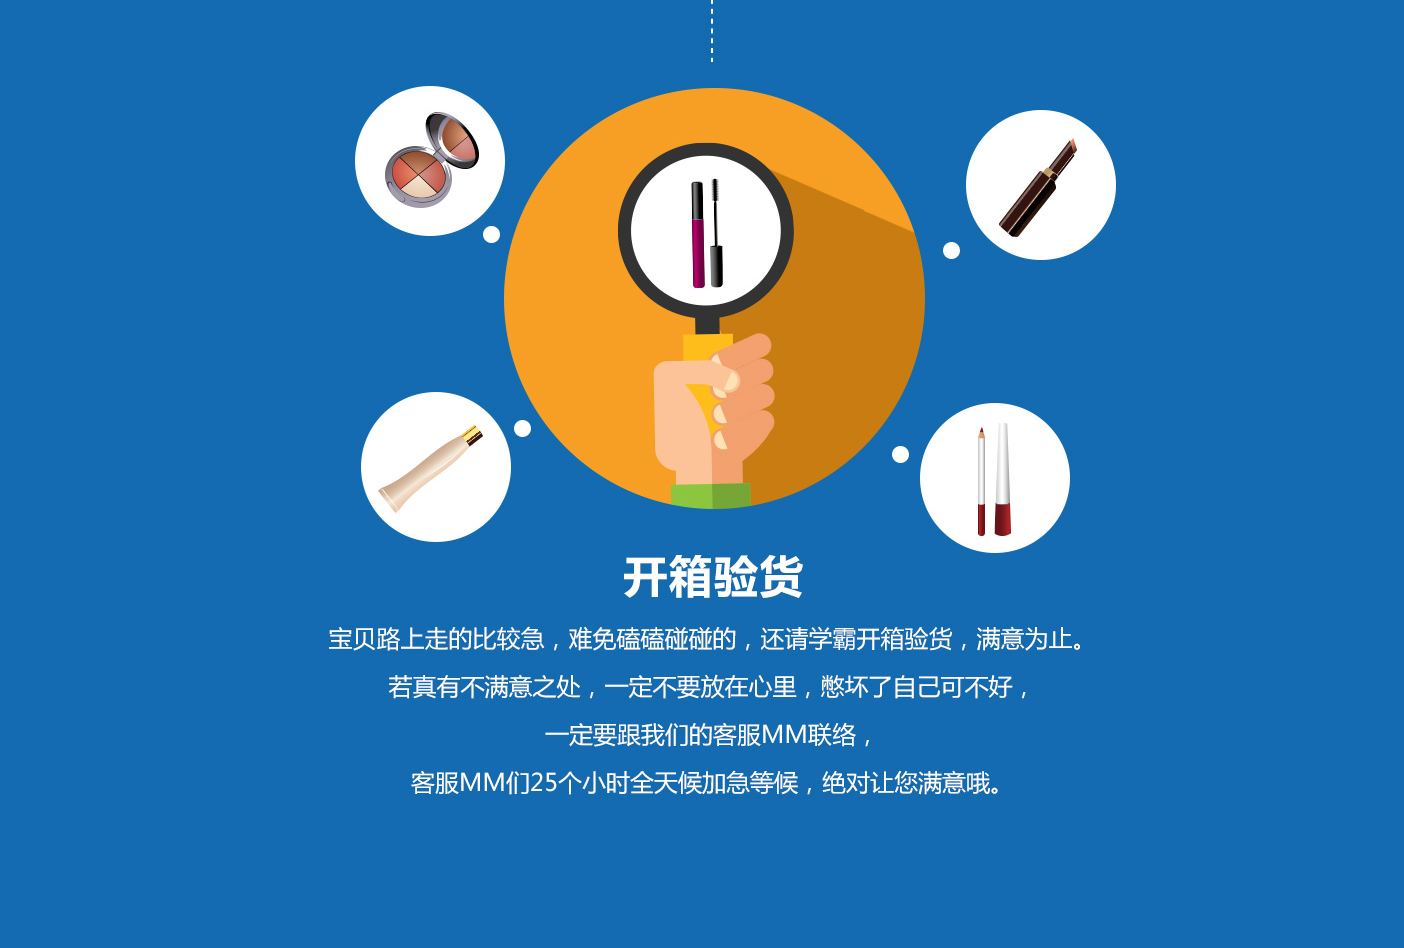 开箱验货
宝贝路上走的比较急，难免磕磕碰碰的，还请学霸开箱验货，满意为止。
若真有不满意之处，一定不要放在心里，憋坏了自己可不好，
一定要跟我们的客服MM联络，
客服MM们25个小时全天候加急等候，绝对让您满意哦。